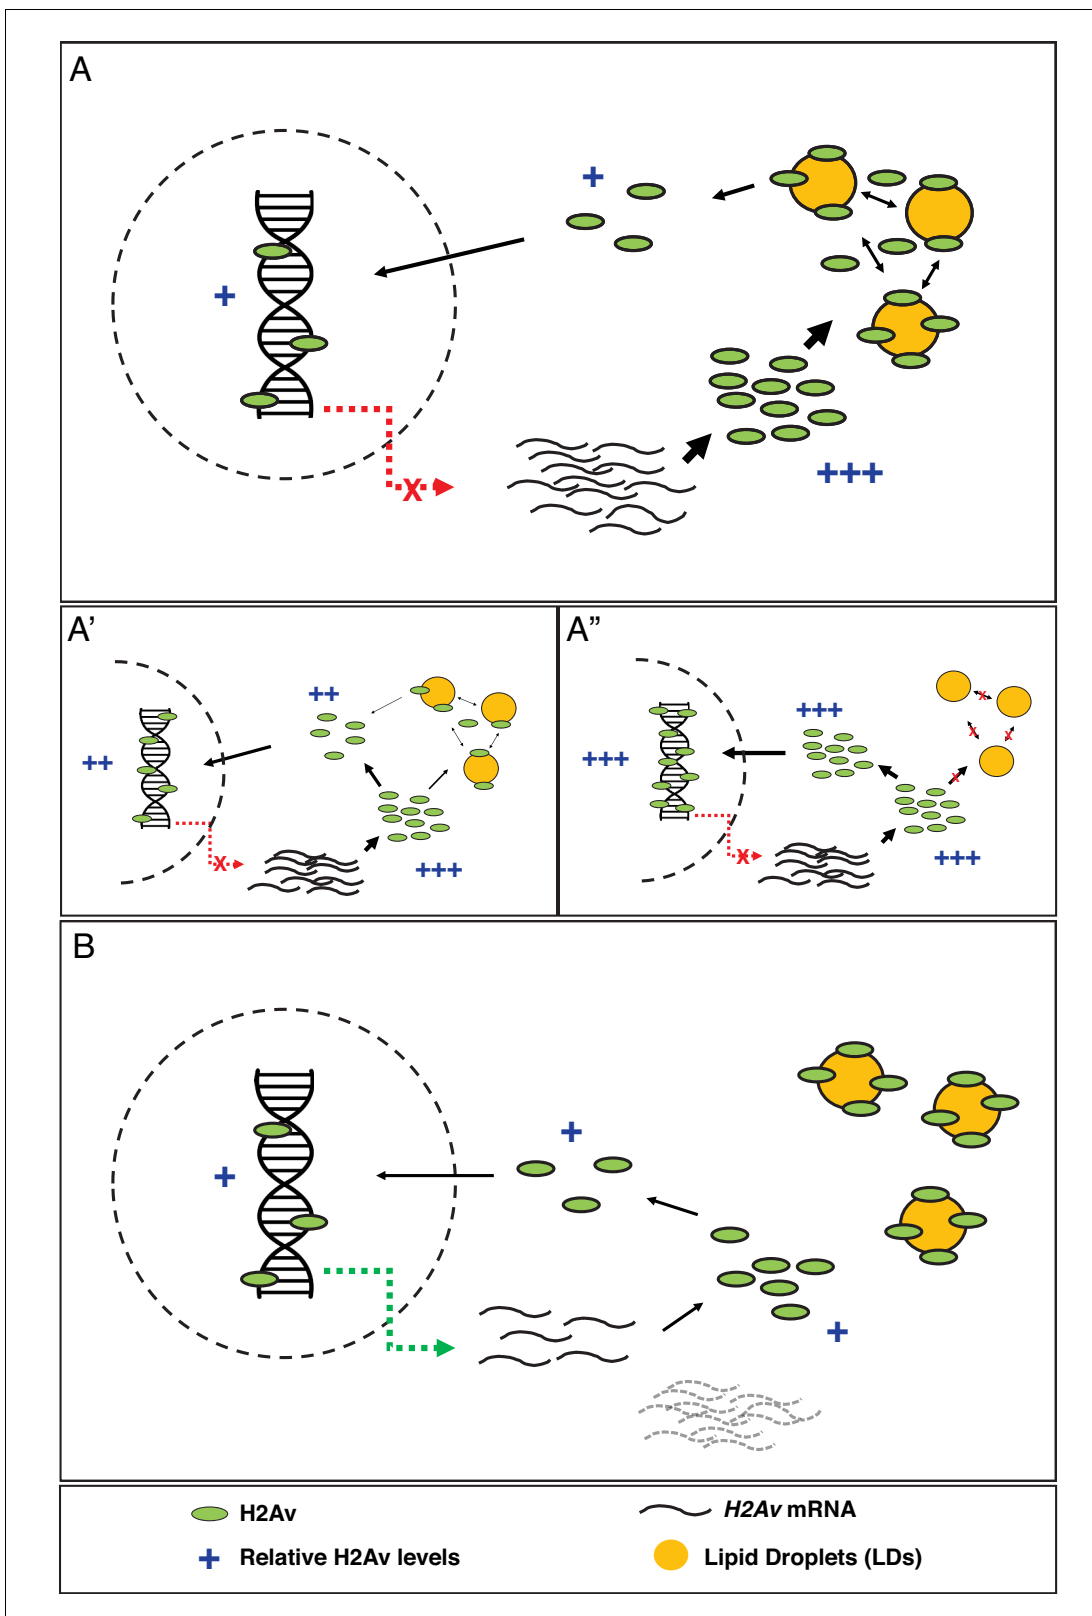 A
+
+
X
+++
A’
++
++
X
+++
A”
+++
+++
X
X
X
X
X
+++
B
+
+
+
H2Av
H2Av mRNA
+ Relative H2Av levels
Lipid Droplets (LDs)